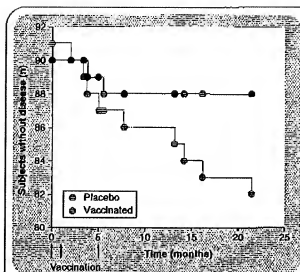 92
90
88
86
84
82
80
Subjects without disease (n)
Placebo
Vaccinated
0
5
10
15
20
25
Time (months)
Vaccination